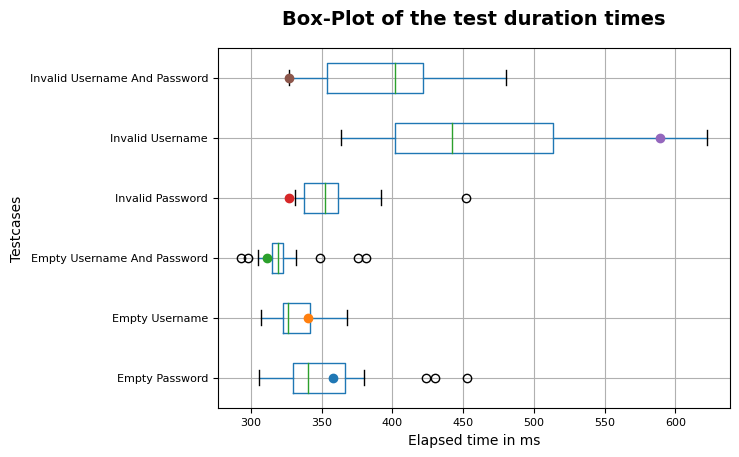 Box-Plot of the test duration times
Invalid Username And Password
Invalid Username
Invalid Password
Empty Username And Password
Empty Username
Empty Password
Testcases
300 350 400 450 500 550 600
Elapsed time in ms